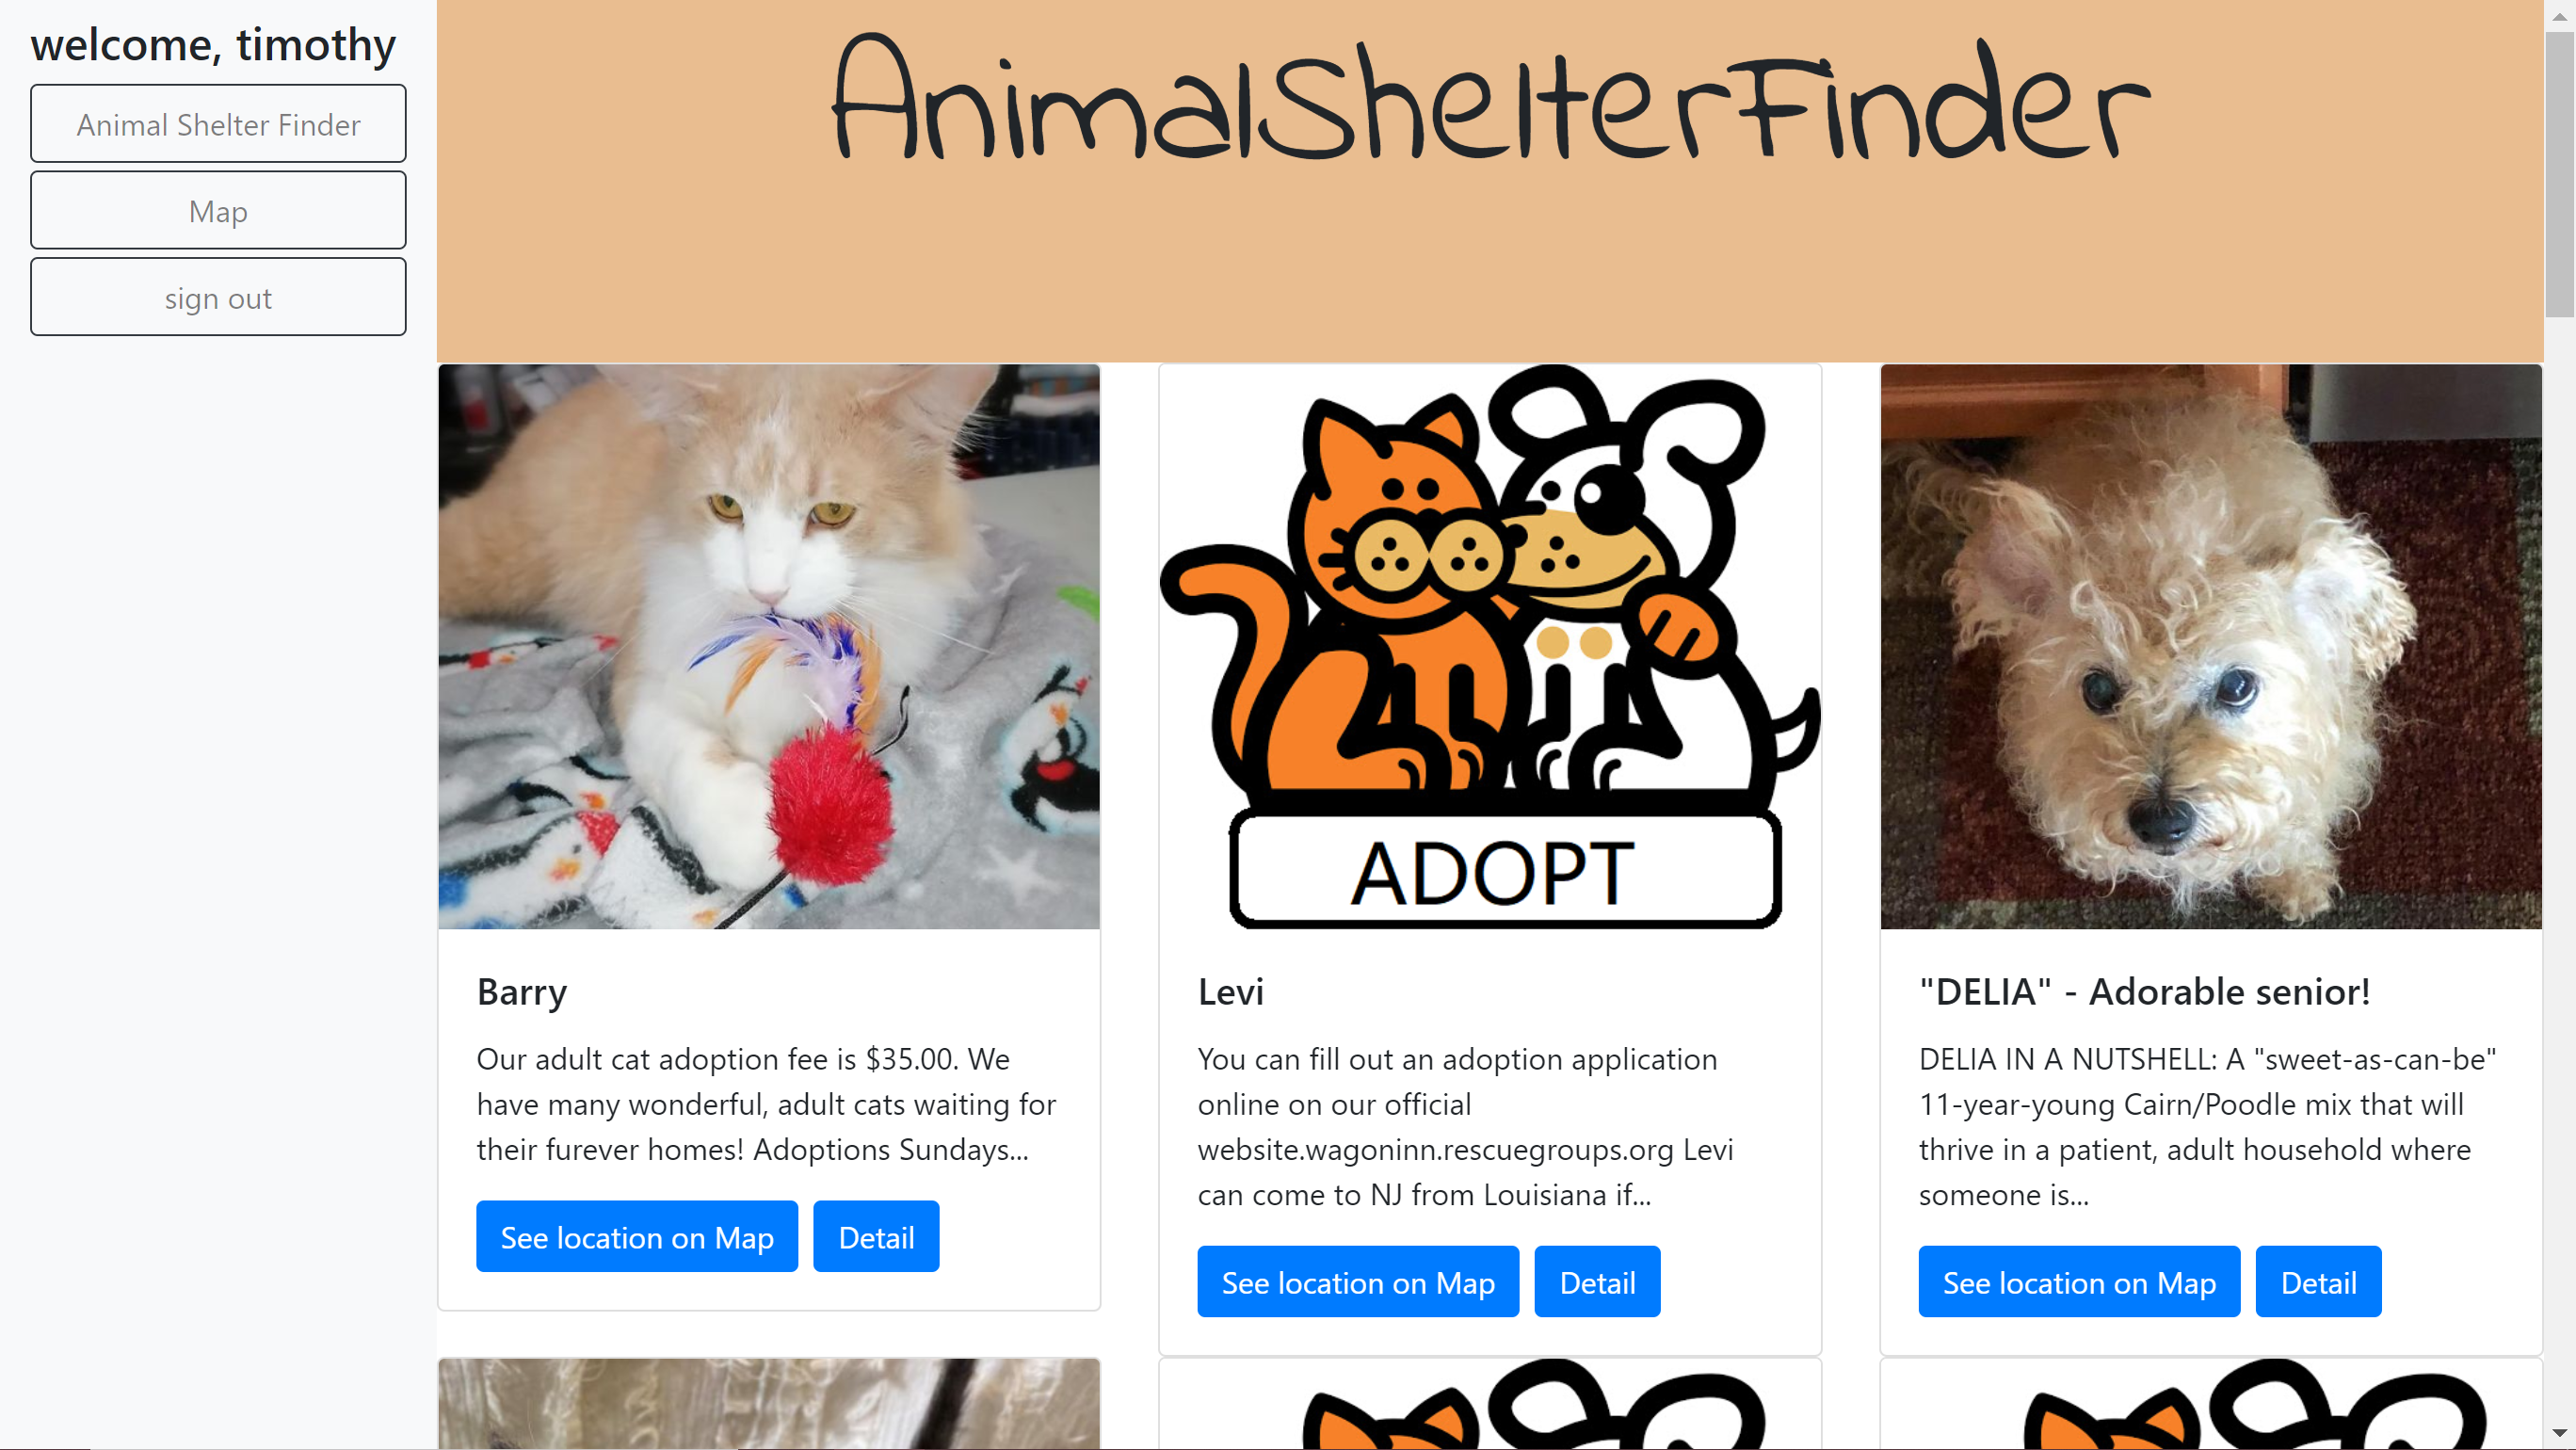 welcome, timothy
Animal Shelter Finder
Map
sign out
AnimalShelterFinder
ADOPT
Barry
Our adult cat adoption fee is $35.00. We
have many wonderful, adult cats waiting for
their furever homes! Adoptions Sundays...
See location on Map
Detail
Levi
You can fill out an adoption application
online on our official
website.wagoninn.rescuegroups.org Levi
can come to NJ from Louisiana if...
See location on Map
Detail
"DELIA" - Adorable senior!
DELIA IN A NUTSHELL: A "sweet-as-can-be"
11-year-young Cairn/Poodle mix that will
thrive in a patient, adult household where
someone is...
See location on Map
Detail